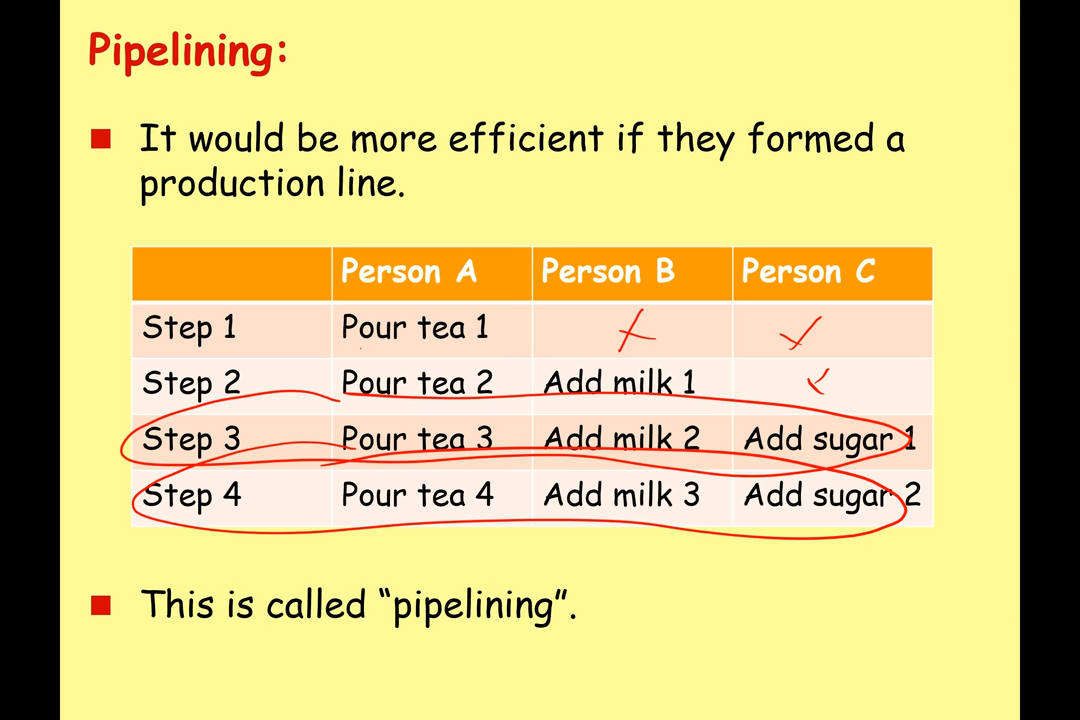 Pipelining:
It would be more efficient if they formed a
production line.
Person A Person B Person C
Step 1 Pour tea 1
Step 2 Pour tea 2 Add milk 1
Step 3 Pour tea 3 Add milk 2 Add sugar 1
Step 4 Pour tea 4 Add milk 3 Add sugar 2
This is called “pipelining”.